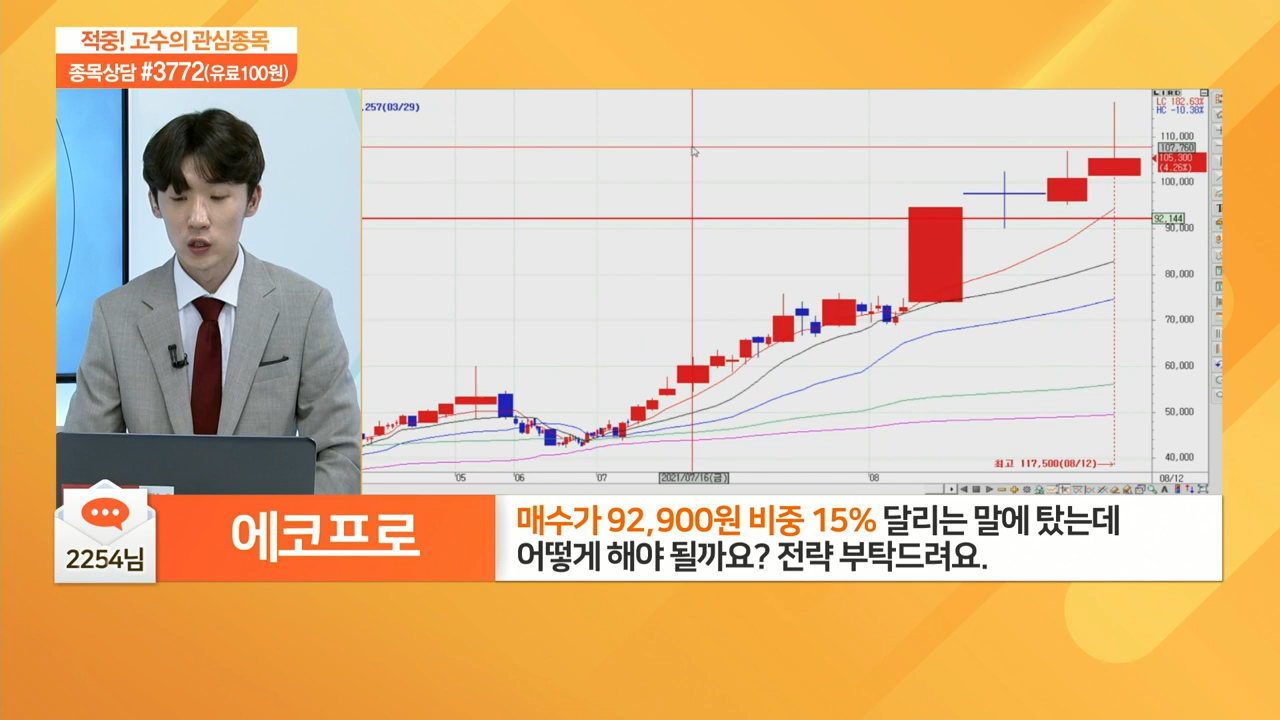 적중! 고수의 관심종목
종목상담 #3772(유료100원)
.257(03/29)
LC 182.63%
HC -10.38%
110,000
107,760
105,300
(4.26%)
100,000
92,144
90,000
80,000
70,000
60,000
50,000
40,000
최고 117,500(08/12)→
'05
'06
'07
2021/07/16(금)
'08
08/12
2254님
에코프로
매수가 92,900원 비중 15% 달리는 말에 탔는데
어떻게 해야 될까요? 전략 부탁드려요.